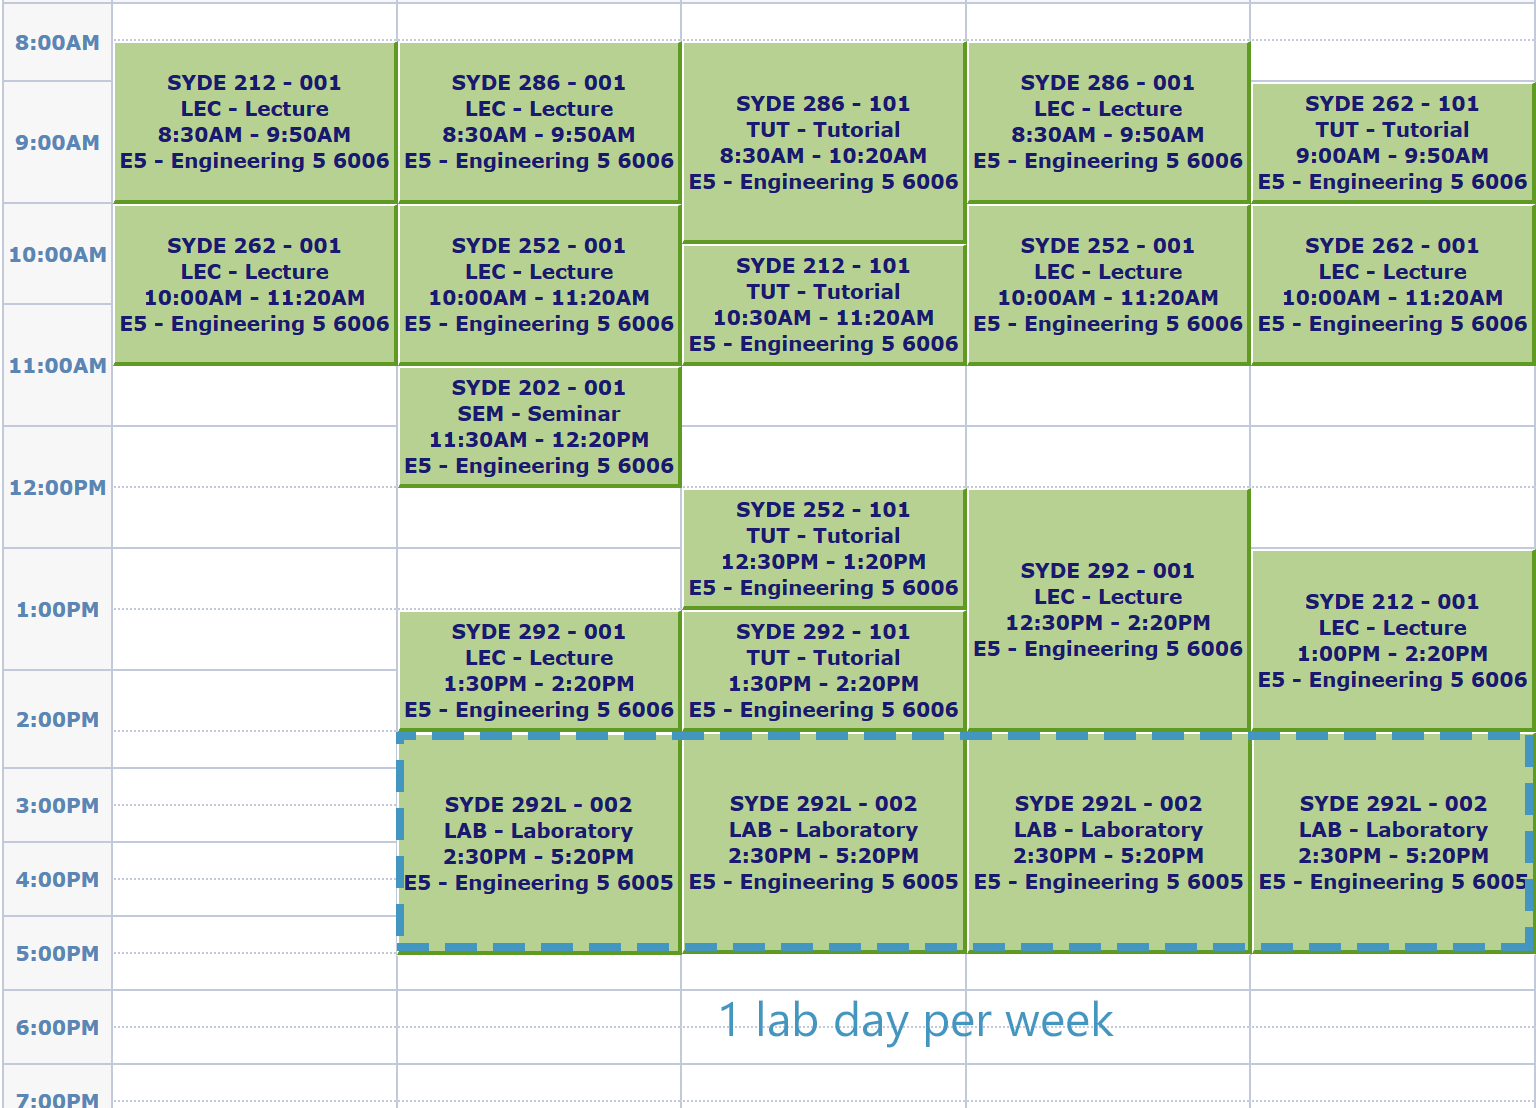 8:00AM
9:00AM
10:00AM
11:00AM
12:00PM
1:00PM
2:00PM
3:00PM
4:00PM
5:00PM
6:00PM
7:00PM
SYDE 212 - 001
LEC - Lecture
8:30AM - 9:50AM
E5 - Engineering 5 6006
SYDE 262 - 001
LEC - Lecture
10:00AM - 11:20AM
E5 - Engineering 5 6006
SYDE 286 - 001
LEC - Lecture
8:30AM - 9:50AM
E5 - Engineering 5 6006
SYDE 252 - 001
LEC - Lecture
10:00AM - 11:20AM
E5 - Engineering 5 6006
SYDE 202 - 001
SEM - Seminar
11:30AM - 12:20PM
E5 - Engineering 5 6006
SYDE 292 - 001
LEC - Lecture
1:30PM - 2:20PM
E5 - Engineering 5 6006
SYDE 292L - 002
LAB - Laboratory
2:30PM - 5:20PM
E5 - Engineering 5 6005
SYDE 286 - 101
TUT - Tutorial
8:30AM - 10:20AM
E5 - Engineering 5 6006
SYDE 212 - 101
TUT - Tutorial
10:30AM - 11:20AM
E5 - Engineering 5 6006
SYDE 252 - 101
TUT - Tutorial
12:30PM - 1:20PM
E5 - Engineering 5 6006
SYDE 292 - 101
TUT - Tutorial
1:30PM - 2:20PM
E5 - Engineering 5 6006
SYDE 292L - 002
LAB - Laboratory
2:30PM - 5:20PM
E5 - Engineering 5 6005
SYDE 286 - 001
LEC - Lecture
8:30AM - 9:50AM
E5 - Engineering 5 6006
SYDE 252 - 001
LEC - Lecture
10:00AM - 11:20AM
E5 - Engineering 5 6006
SYDE 292 - 001
LEC - Lecture
12:30PM - 2:20PM
E5 - Engineering 5 6006
SYDE 292L - 002
LAB - Laboratory
2:30PM - 5:20PM
E5 - Engineering 5 6005
SYDE 262 - 101
TUT - Tutorial
9:00AM - 9:50AM
E5 - Engineering 5 6006
SYDE 262 - 001
LEC - Lecture
10:00AM - 11:20AM
E5 - Engineering 5 6006
SYDE 212 - 001
LEC - Lecture
1:00PM - 2:20PM
E5 - Engineering 5 6006
SYDE 292L - 002
LAB - Laboratory
2:30PM - 5:20PM
E5 - Engineering 5 6005
1 lab day per week